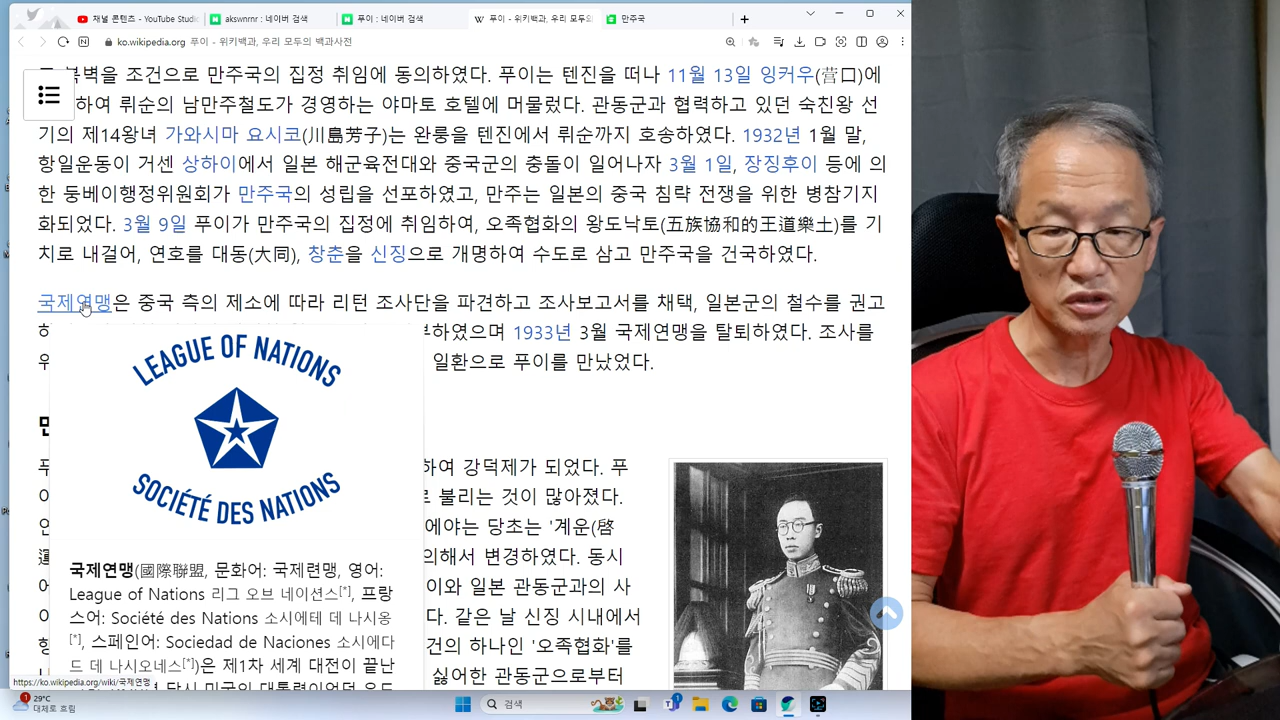 채널 콘텐츠 - YouTube Studio
akswnrnr : 네이버 검색
푸이 : 네이버 검색
푸이 - 위키백과, 우리 모두의
만주국
ko.wikipedia.org 푸이 - 위키백과, 우리 모두의 백과사전
복벽을 조건으로 만주국의 집정 취임에 동의하였다. 푸이는 텐진을 떠나 11월 13일 잉커우(营口)에
하여 뤼순의 남만주철도가 경영하는 야마토 호텔에 머물렀다. 관동군과 협력하고 있던 숙친왕 선
기의 제14왕녀 가와시마 요시코(川島芳子)는 완룽을 텐진에서 뤼순까지 호송하였다. 1932년 1월 말,
항일운동이 거센 상하이에서 일본 해군육전대와 중국군의 충돌이 일어나자 3월 1일, 장징후이 등에 의
한 둥베이행정위원회가 만주국의 성립을 선포하였고, 만주는 일본의 중국 침략 전쟁을 위한 병참기지
화되었다. 3월 9일 푸이가 만주국의 집정에 취임하여, 오족협화의 왕도낙토(五族協和的王道樂土)를 기
치로 내걸어, 연호를 대동(大同), 창춘을 신징으로 개명하여 수도로 삼고 만주국을 건국하였다.
국제연맹은 중국 측의 제소에 따라 리턴 조사단을 파견하고 조사보고서를 채택, 일본군의 철수를 권고
부하였으며 1933년 3월 국제연맹을 탈퇴하였다. 조사를
일환으로 푸이를 만났었다.
LEAGUE OF NATIONS
SOCIÉTÉ DES NATIONS
하여 강덕제가 되었다. 푸
로 불리는 것이 많아졌다.
에야는 당초는 '계운(啓
의해서 변경하였다. 동시
이와 일본 관동군과의 사
다. 같은 날 신징 시내에서
건의 하나인 '오족협화'를
싫어한 관동군으로부터
국제연맹(國際聯盟, 문화어: 국제련맹, 영어:
League of Nations 리그 오브 네이션스[*], 프랑
스어: Société des Nations 소시에테 데 나시옹
[*], 스페인어: Sociedad de Naciones 소시에다
드 데 나시오네스[*])은 제1차 세계 대전이 끝난
https://ko.wikipedia.org/wiki/국제연맹
29°C
대체로 흐림
검색